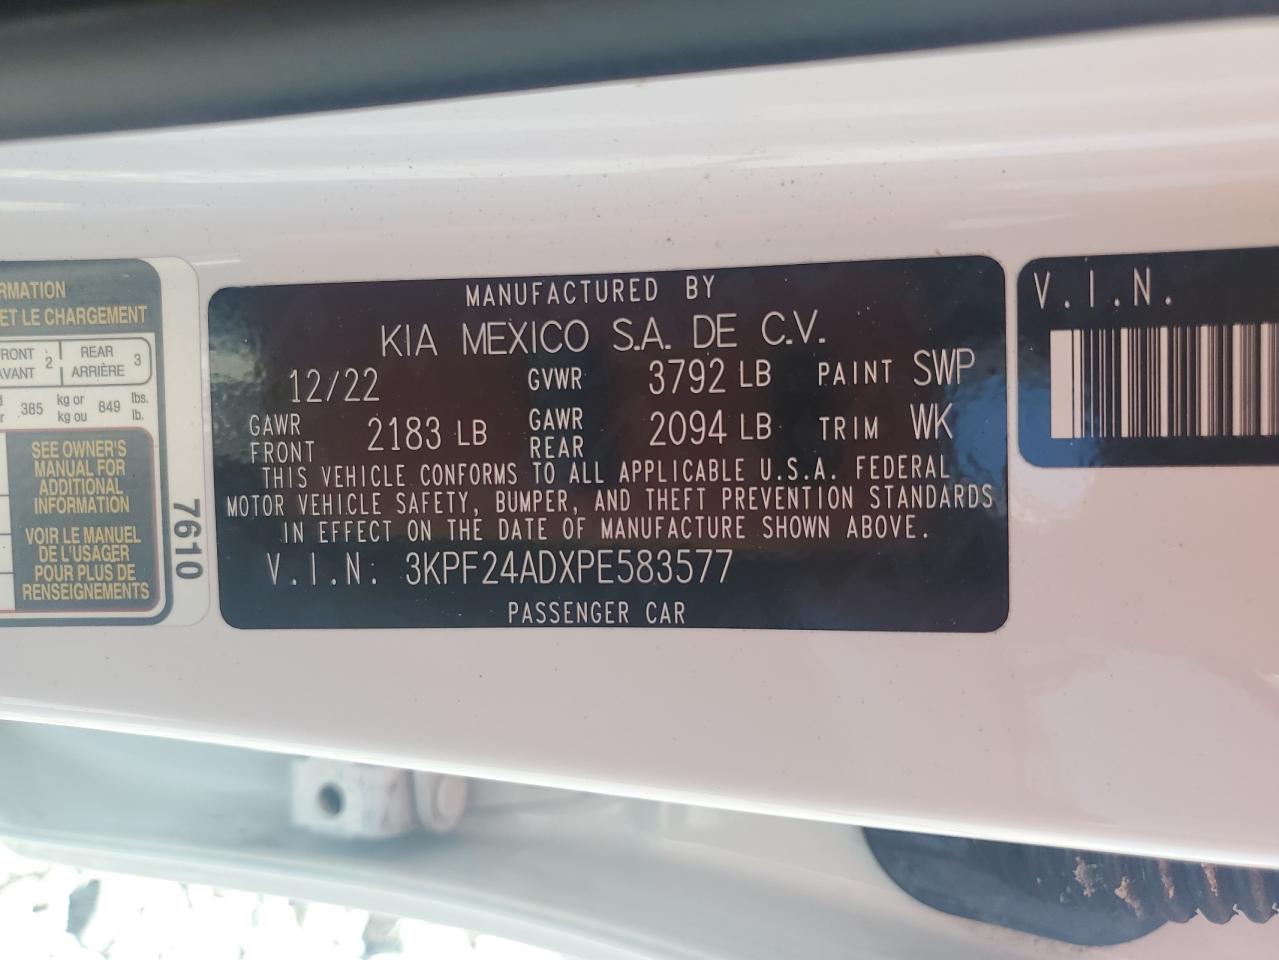 RMATION
ET LE CHARGEMENT
FRONT 2 REAR 3
AVANT ARRIÈRE
385 kg or 849 lbs.
kg ou lb.
SEE OWNER'S
MANUAL FOR
ADDITIONAL
INFORMATION
VOIR LE MANUEL
DE L'USAGER
POUR PLUS DE
RENSEIGNEMENTS
7610
MANUFACTURED BY
KIA MEXICO S.A. DE C.V.
12/22 GVWR 3792 LB PAINT SWP
GAWR FRONT 2183 LB GAWR REAR 2094 LB TRIM WK
THIS VEHICLE CONFORMS TO ALL APPLICABLE U.S.A. FEDERAL
MOTOR VEHICLE SAFETY, BUMPER, AND THEFT PREVENTION STANDARDS
IN EFFECT ON THE DATE OF MANUFACTURE SHOWN ABOVE.
V.I.N: 3KPF24ADXPE583577
PASSENGER CAR
V.I.N.